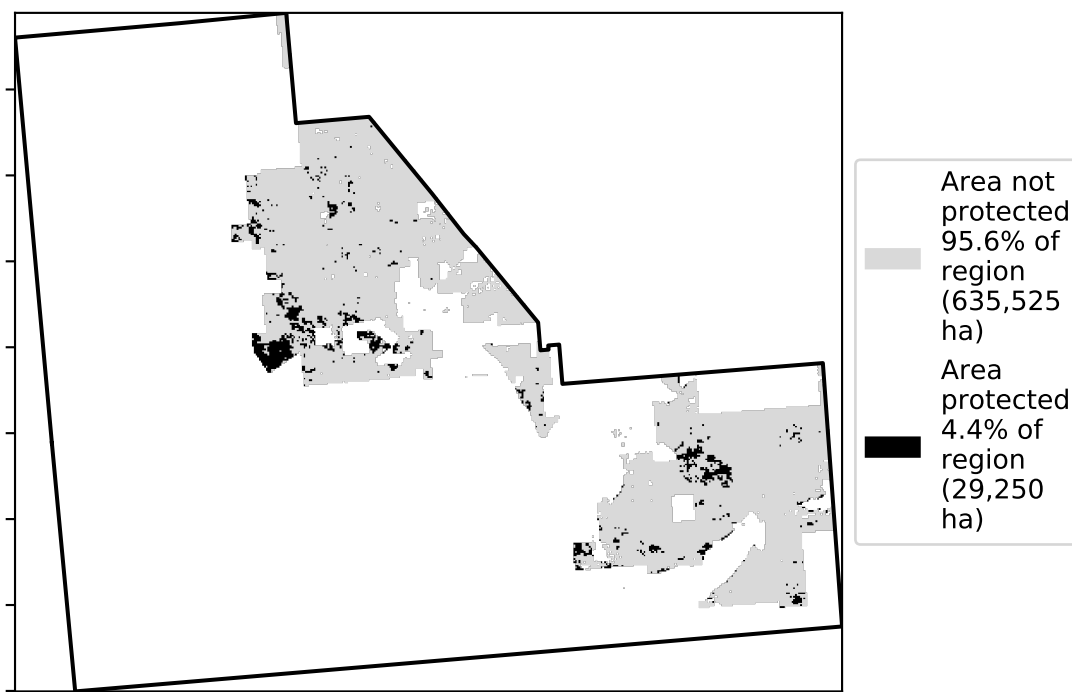 Area not
protected
95.6% of
region
(635,525
ha)
Area
protected
4.4% of
region
(29,250
ha)